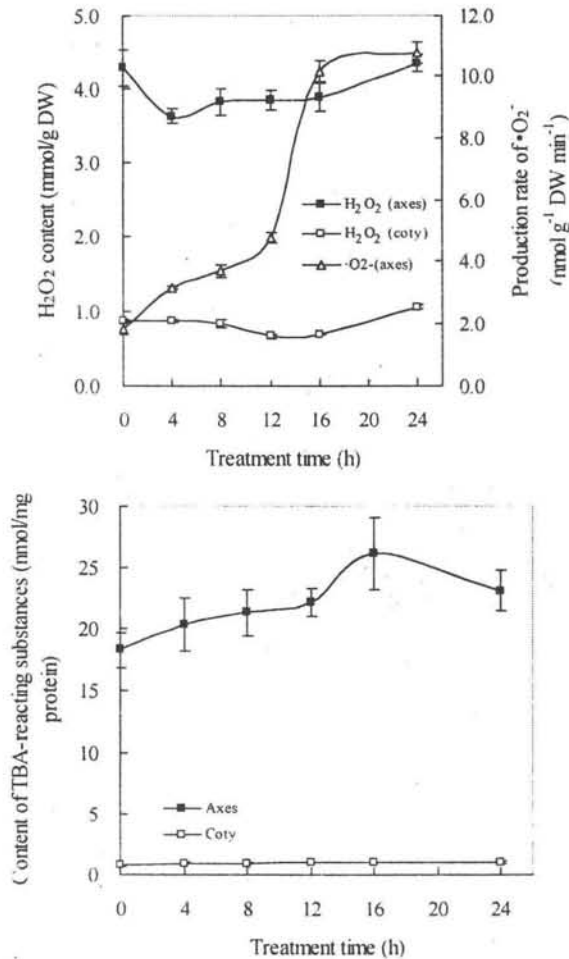 5.0
4.0
3.0
2.0
1.0
0.0
H₂O₂ content (mmol/g DW)
12.0
10.0
8.0
6.0
4.0
2.0
0.0
Production rate of •O₂⁻
(nmol g⁻¹ DW min⁻¹)
H₂O₂ (axes)
H₂O₂ (coty)
·O2-(axes)
0 4 8 12 16 20 24
Treatment time (h)
30
25
20
15
10
5
0
Content of TBA-reacting substances (nmol/mg
protein)
Axes
Coty
0 4 8 12 16 20 24
Treatment time (h)